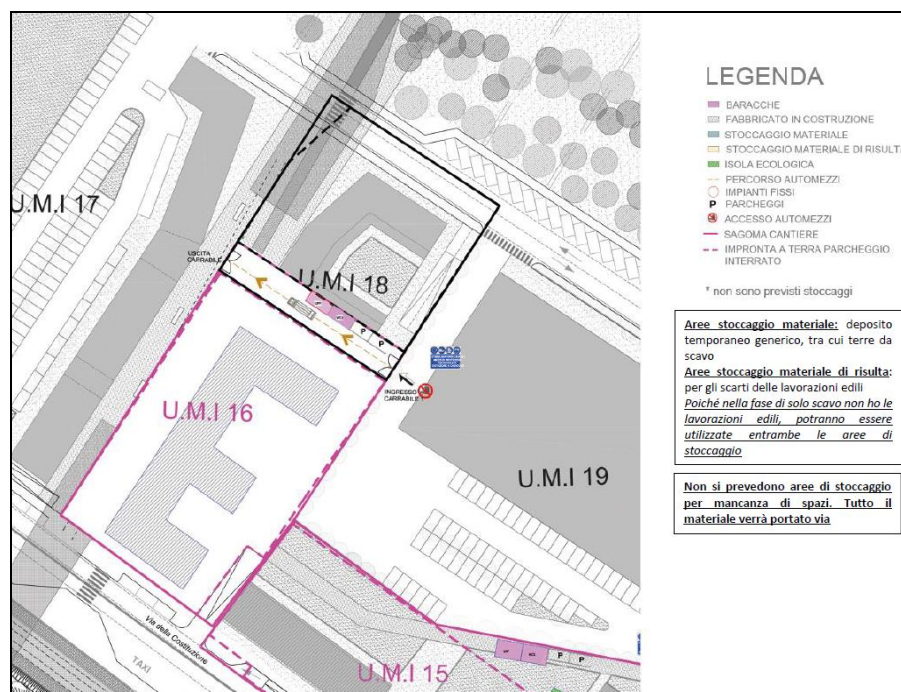 U.M.I 17
USCITA
CARRABILE
U.M.I 18
P
P
INGRESSO
CARRABILE
U.M.I 16
U.M.I 19
Via della Costituzione
TAXI
U.M.I 15
P P
LEGENDA
BARACCHE
FABBRICATO IN COSTRUZIONE
STOCCAGGIO MATERIALE
STOCCAGGIO MATERIALE DI RISULT
ISOLA ECOLOGICA
PERCORSO AUTOMEZZI
IMPIANTI FISSI
P PARCHEGGI
ACCESSO AUTOMEZZI
SAGOMA CANTIERE
IMPRONTA A TERRA PARCHEGGIO
INTERRATO
* non sono previsti stoccaggi
Aree stoccaggio materiale: deposito
temporaneo generico, tra cui terre da
scavo
Aree stoccaggio materiale di risulta:
per gli scarti delle lavorazioni edili
Poiché nella fase di solo scavo non ho le
lavorazioni edili, potranno essere
utilizzate entrambe le aree di
stoccaggio
Non si prevedono aree di stoccaggio
per mancanza di spazi. Tutto il
materiale verrà portato via